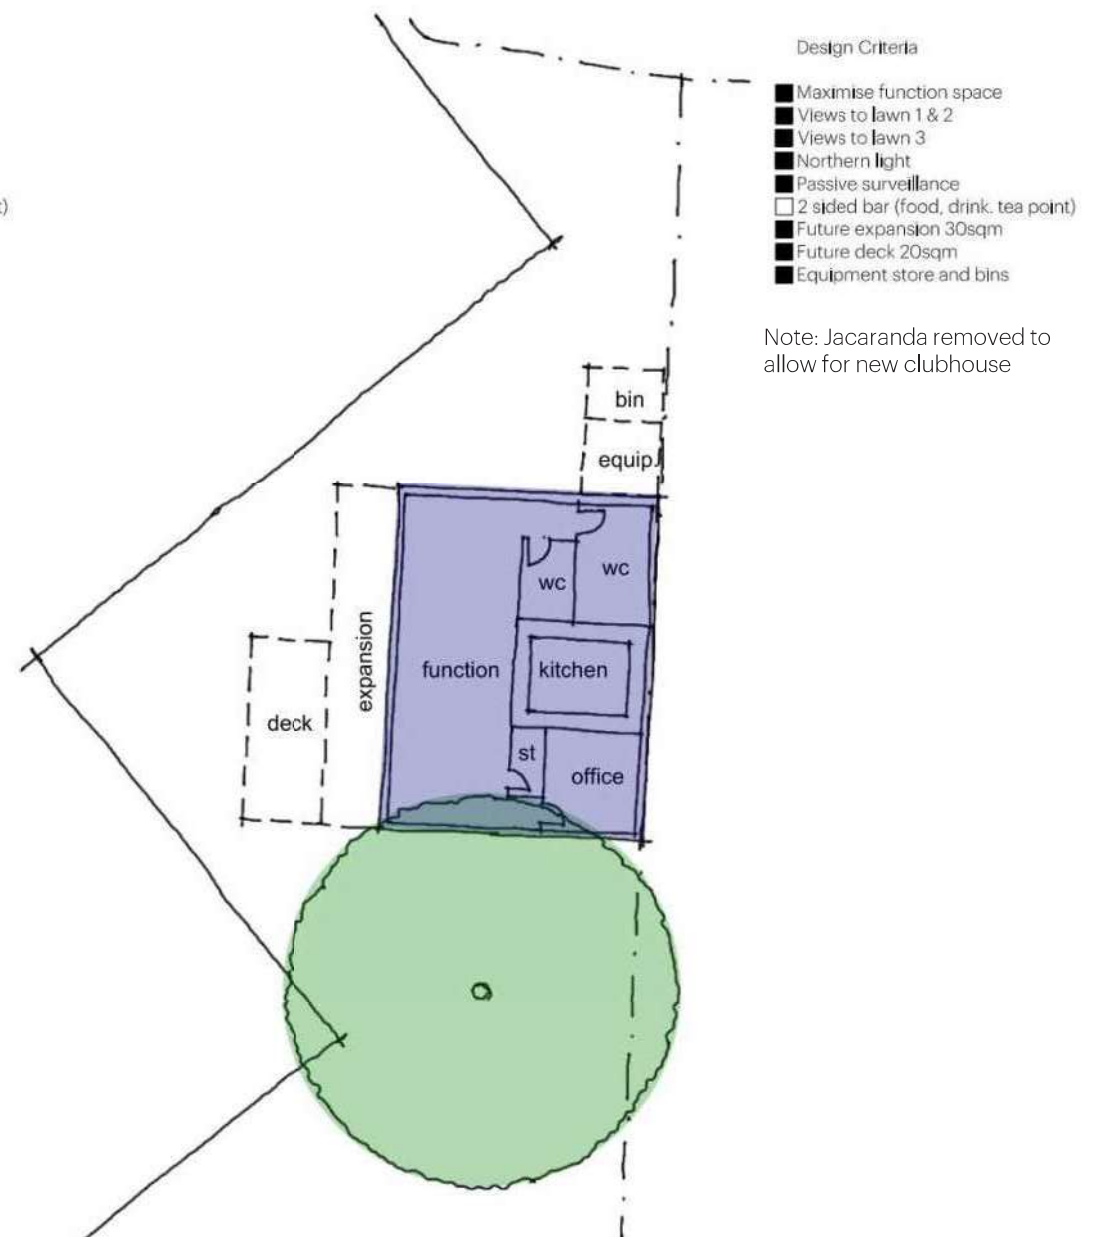 Design Criteria
Maximise function space
Views to lawn 1 & 2
Views to lawn 3
Northern light
Passive surveillance
)
2 sided bar (food, drink. tea point)
Future expansion 30sqm
Future deck 20sqm
Equipment store and bins
Note: Jacaranda removed to
allow for new clubhouse
bin
equip.
wc
wc
expansion
function
kitchen
deck
st
office